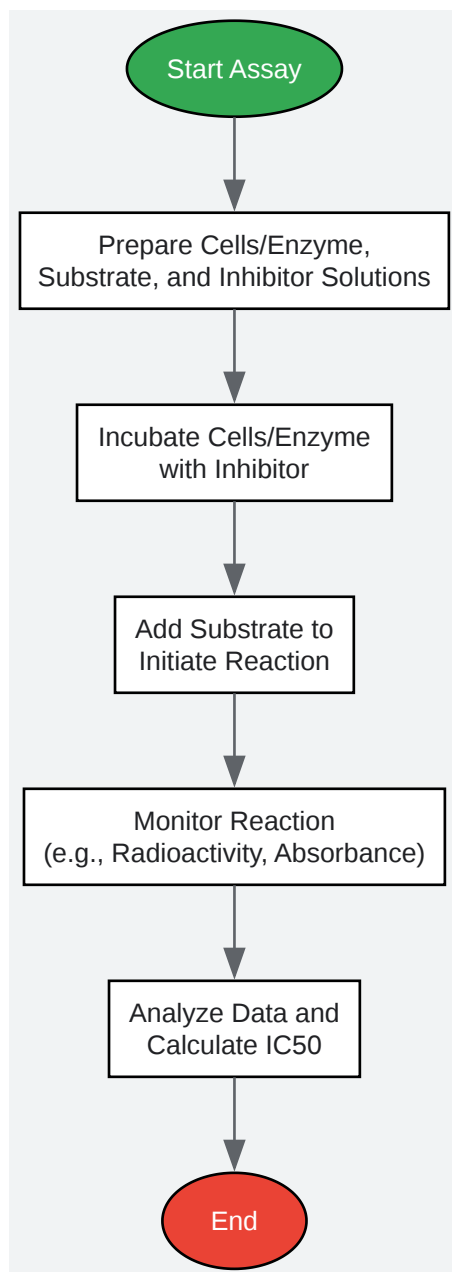 Start Assay
Prepare Cells/Enzyme,
Substrate, and Inhibitor Solutions
Incubate Cells/Enzyme
with Inhibitor
Add Substrate to
Initiate Reaction
Monitor Reaction
(e.g., Radioactivity, Absorbance)
Analyze Data and
Calculate IC50
End